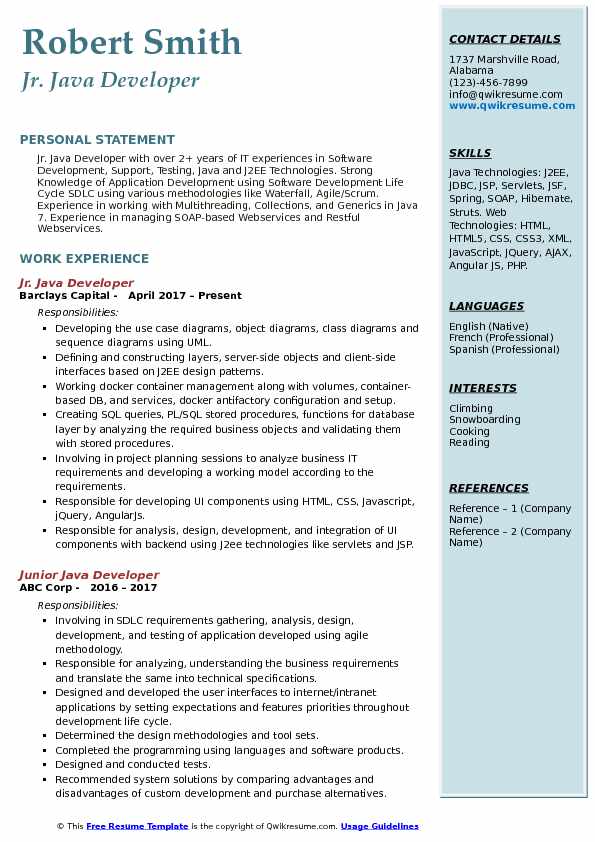 Robert Smith
Jr. Java Developer
PERSONAL STATEMENT
Jr. Java Developer with over 2+ years of IT experiences in Software
Development, Support, Testing, Java and J2EE Technologies. Strong
Knowledge of Application Development using Software Development Life
Cycle SDLC using various methodologies like Waterfall, Agile/Scrum.
Experience in working with Multithreading, Collections, and Generics in Java
7. Experience in managing SOAP-based Webservices and Restful
Webservices.
WORK EXPERIENCE
Jr. Java Developer
Barclays Capital - April 2017 – Present
Responsibilities:
▪ Developing the use case diagrams, object diagrams, class diagrams and
sequence diagrams using UML.
▪ Defining and constructing layers, server-side objects and client-side
interfaces based on J2EE design patterns.
▪ Working docker container management along with volumes, container-
based DB, and services, docker antifactory configuration and setup.
▪ Creating SQL queries, PL/SQL stored procedures, functions for database
layer by analyzing the required business objects and validating them
with stored procedures.
▪ Involving in project planning sessions to analyze business IT
requirements and developing a working model according to the
requirements.
▪ Responsible for developing UI components using HTML, CSS, Javascript,
jQuery, AngularJs.
▪ Responsible for analysis, design, development, and integration of UI
components with backend using J2ee technologies like servlets and JSP.
Junior Java Developer
ABC Corp - 2016 – 2017
Responsibilities:
▪ Involving in SDLC requirements gathering, analysis, design,
development, and testing of application developed using agile
methodology.
▪ Responsible for analyzing, understanding the business requirements
and translate the same into technical specifications.
▪ Designed and developed the user interfaces to internet/intranet
applications by setting expectations and features priorities throughout
development life cycle.
▪ Determined the design methodologies and tool sets.
▪ Completed the programming using languages and software products.
▪ Designed and conducted tests.
▪ Recommended system solutions by comparing advantages and
disadvantages of custom development and purchase alternatives.
CONTACT DETAILS
1737 Marshville Road,
Alabama
(123)-456-7899
info@qwikresume.com
www.qwikresume.com
SKILLS
Java Technologies: J2EE,
JDBC, JSP, Servlets, JSF,
Spring, SOAP, Hibernate,
Struts. Web
Technologies: HTML,
HTML5, CSS, CSS3, XML,
JavaScript, JQuery, AJAX,
Angular JS, PHP.
LANGUAGES
English (Native)
French (Professional)
Spanish (Professional)
INTERESTS
Climbing
Snowboarding
Cooking
Reading
REFERENCES
Reference – 1 (Company
Name)
Reference – 2 (Company
Name)
© This Free Resume Template is the copyright of Qwikresume.com. Usage Guidelines